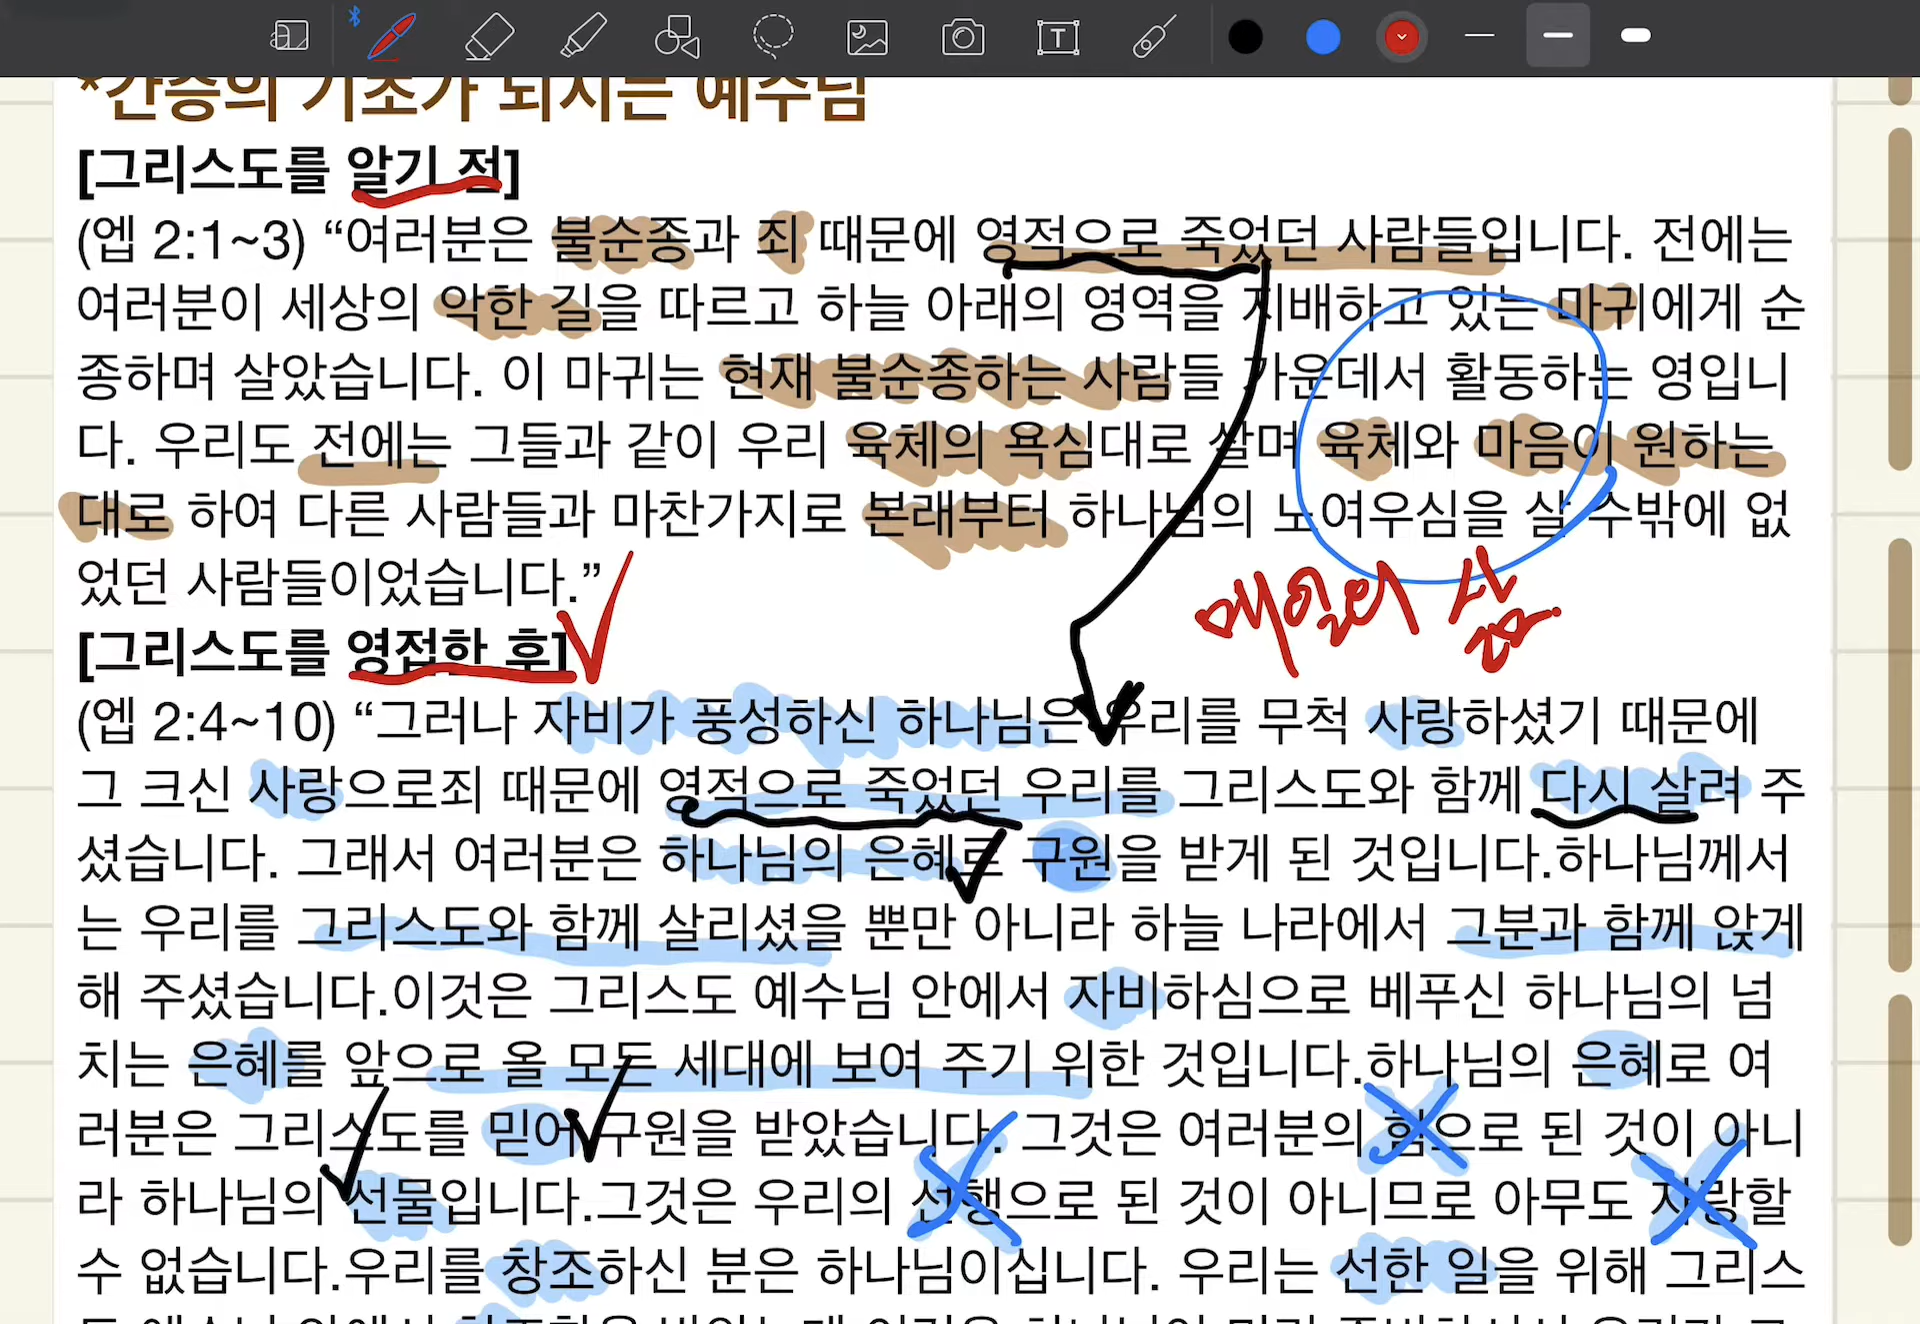 *간증의 기초가 되시는 예수님
[그리스도를 알기 전]
(엡 2:1~3) “여러분은 불순종과 죄 때문에 영적으로 죽었던 사람들입니다. 전에는
여러분이 세상의 악한 길을 따르고 하늘 아래의 영역을 지배하고 있는 마귀에게 순
종하며 살았습니다. 이 마귀는 현재 불순종하는 사람들 가운데서 활동하는 영입니
다. 우리도 전에는 그들과 같이 우리 육체의 욕심대로 살며 육체와 마음이 원하는
대로 하여 다른 사람들과 마찬가지로 본래부터 하나님의 노여우심을 살 수밖에 없
었던 사람들이었습니다.”
삶
[그리스도를 영접한 후]
(엡 2:4~10) “그러나 자비가 풍성하신 하나님은 우리를 무척 사랑하셨기 때문에
그 크신 사랑으로죄 때문에 영적으로 죽었던 우리를 그리스도와 함께 다시 살려 주
셨습니다. 그래서 여러분은 하나님의 은혜로 구원을 받게 된 것입니다.하나님께서
는 우리를 그리스도와 함께 살리셨을 뿐만 아니라 하늘 나라에서 그분과 함께 앉게
해 주셨습니다.이것은 그리스도 예수님 안에서 자비하심으로 베푸신 하나님의 넘
치는 은혜를 앞으로 올 모든 세대에 보여 주기 위한 것입니다.하나님의 은혜로 여
러분은 그리스도를 믿어 구원을 받았습니다. 그것은 여러분의 힘으로 된 것이 아니
라 하나님의 선물입니다.그것은 우리의 선행으로 된 것이 아니므로 아무도 자랑할
수 없습니다.우리를 창조하신 분은 하나님이십니다. 우리는 선한 일을 위해 그리스